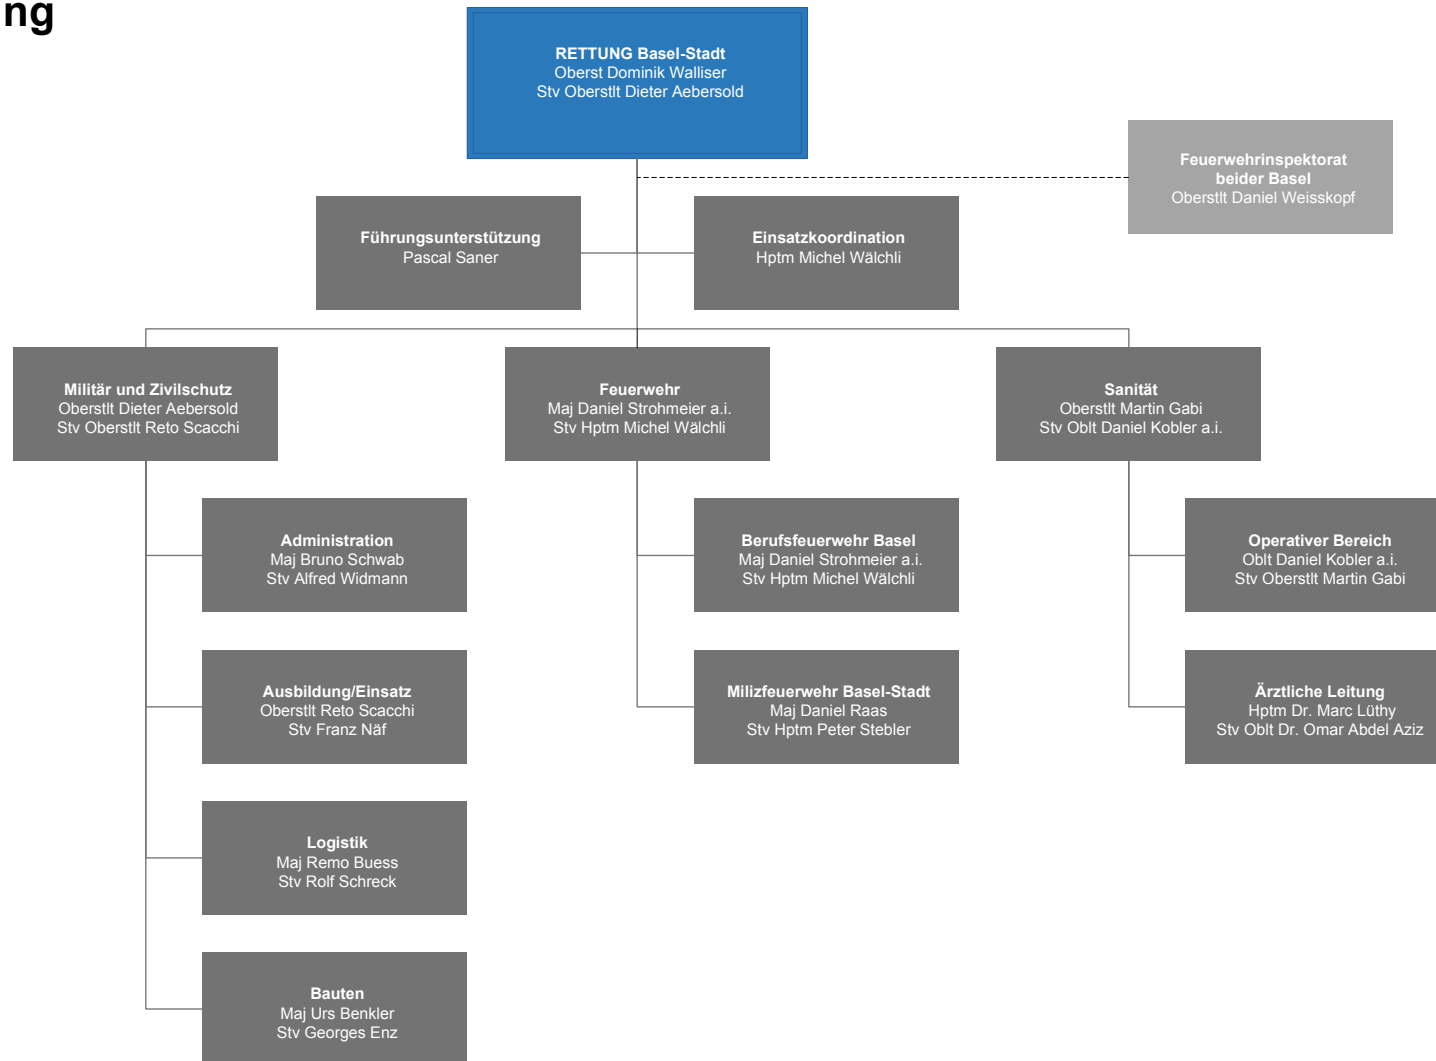 ng
RETTUNG Basel-Stadt
Oberst Dominik Walliser
Stv Oberstlt Dieter Aebersold
Feuerwehrinspektorat
beider Basel
Oberstlt Daniel Weisskopf
Führungsunterstützung
Pascal Saner
Einsatzkoordination
Hptm Michel Wälchli
Militär und Zivilschutz
Oberstlt Dieter Aebersold
Stv Oberstlt Reto Scacchi
Feuerwehr
Maj Daniel Strohmeier a.i.
Stv Hptm Michel Wälchli
Sanität
Oberstlt Martin Gabi
Stv Oblt Daniel Kobler a.i.
Administration
Maj Bruno Schwab
Stv Alfred Widmann
Berufsfeuerwehr Basel
Maj Daniel Strohmeier a.i.
Stv Hptm Michel Wälchli
Operativer Bereich
Oblt Daniel Kobler a.i.
Stv Oberstlt Martin Gabi
Ausbildung/Einsatz
Oberstlt Reto Scacchi
Stv Franz Näf
Milizfeuerwehr Basel-Stadt
Maj Daniel Raas
Stv Hptm Peter Stebler
Ärztliche Leitung
Hptm Dr. Marc Lüthy
Stv Oblt Dr. Omar Abdel Aziz
Logistik
Maj Remo Buess
Stv Rolf Schreck
Bauten
Maj Urs Benkler
Stv Georges Enz